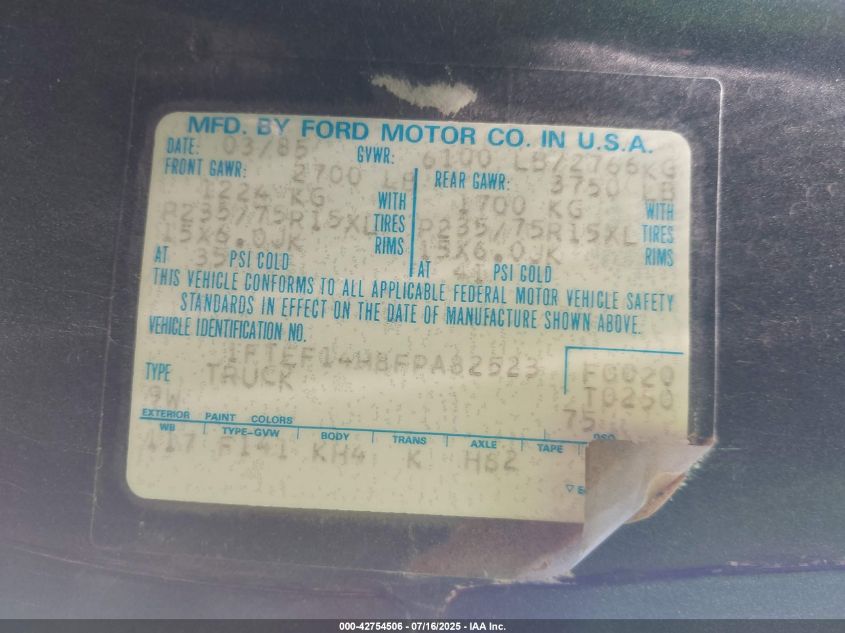 MFD. BY FORD MOTOR CO. IN U.S.A.
DATE: 03/85 GVWR: 6100 LB/2766KG
FRONT GAWR: 2700 LB REAR GAWR: 3750 LB
1224 KG WITH 1700 KG WITH
P235/75R15XL TIRES P235/75R15XL TIRES
15X6.0JK RIMS 15X6.0JK RIMS
AT 35 PSI COLD AT 41 PSI COLD
THIS VEHICLE CONFORMS TO ALL APPLICABLE FEDERAL MOTOR VEHICLE SAFETY
STANDARDS IN EFFECT ON THE DATE OF MANUFACTURE SHOWN ABOVE.
VEHICLE IDENTIFICATION NO.
1FTEF14H8FPA82523 F0020
TYPE TRUCK T0250
9W 75
EXTERIOR PAINT COLORS DSO
WB TYPE-GVW BODY TRANS AXLE TAPE
117 F141 KH4 K H82
000-42754506 - 07/16/2025 - IAA Inc.